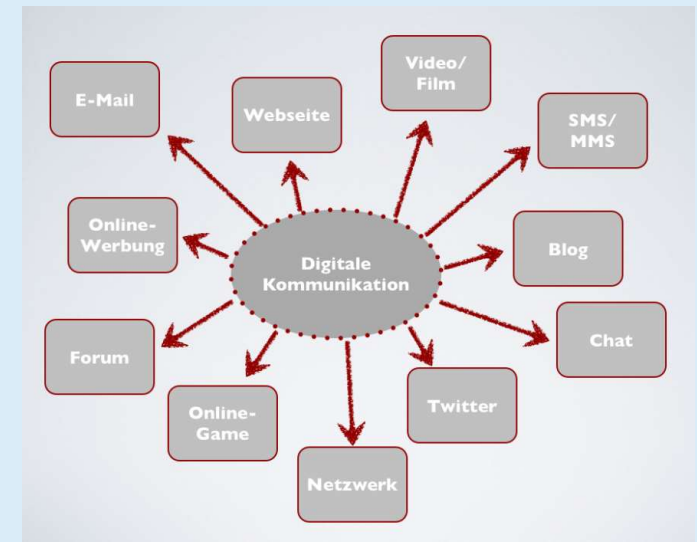 Video/
Film
E-Mail
Webseite
SMS/
MMS
Online-
Werbung
Digitale
Kommunikation
Blog
Forum
Chat
Online-
Game
Twitter
Netzwerk